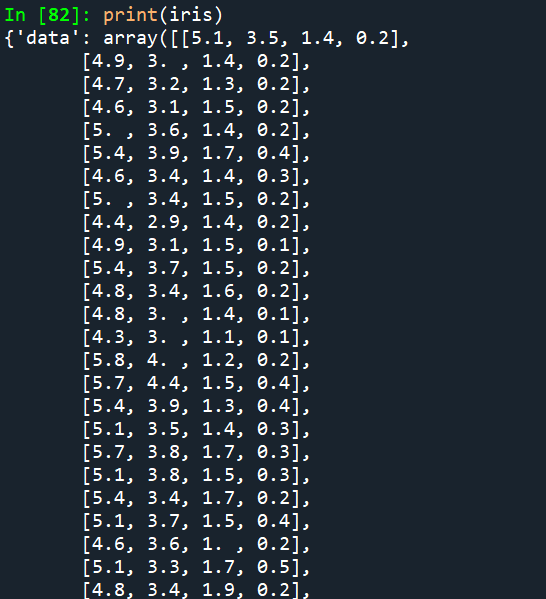 In [82]: print(iris)
{'data': array([[5.1, 3.5, 1.4, 0.2],
[4.9, 3. , 1.4, 0.2],
[4.7, 3.2, 1.3, 0.2],
[4.6, 3.1, 1.5, 0.2],
[5. , 3.6, 1.4, 0.2],
[5.4, 3.9, 1.7, 0.4],
[4.6, 3.4, 1.4, 0.3],
[5. , 3.4, 1.5, 0.2],
[4.4, 2.9, 1.4, 0.2],
[4.9, 3.1, 1.5, 0.1],
[5.4, 3.7, 1.5, 0.2],
[4.8, 3.4, 1.6, 0.2],
[4.8, 3. , 1.4, 0.1],
[4.3, 3. , 1.1, 0.1],
[5.8, 4. , 1.2, 0.2],
[5.7, 4.4, 1.5, 0.4],
[5.4, 3.9, 1.3, 0.4],
[5.1, 3.5, 1.4, 0.3],
[5.7, 3.8, 1.7, 0.3],
[5.1, 3.8, 1.5, 0.3],
[5.4, 3.4, 1.7, 0.2],
[5.1, 3.7, 1.5, 0.4],
[4.6, 3.6, 1. , 0.2],
[5.1, 3.3, 1.7, 0.5],
[4.8, 3.4, 1.9, 0.2],